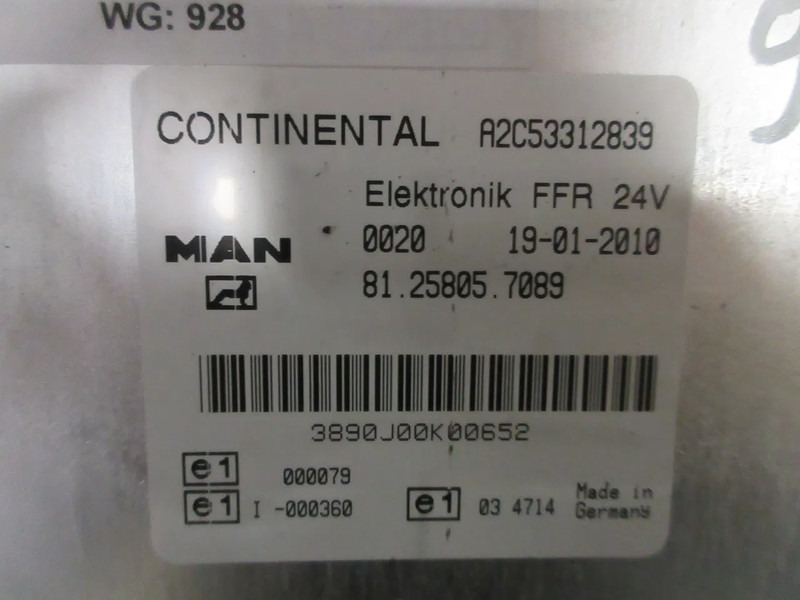 WG: 928
CONTINENTAL A2C53312839
Elektronik FFR 24V
MAN 0020 19-01-2010
81.25805.7089
3890J00K00652
e1 000079
e1 I -000360 e1 03 4714 Made in Germany